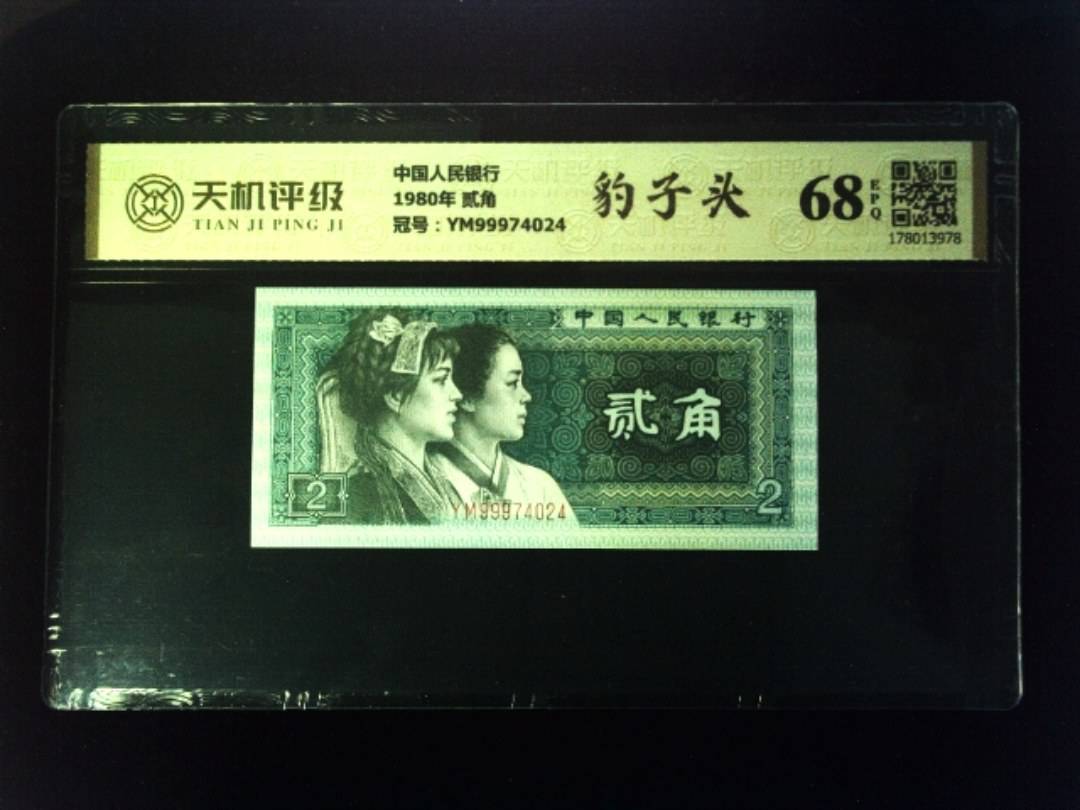 天机评级
TIAN JI PING JI
中国人民银行
1980年 贰角
冠号：YM99974024
豹子头
68
EPQ
178013978
中国人民银行
贰角
2
2
YM99974024